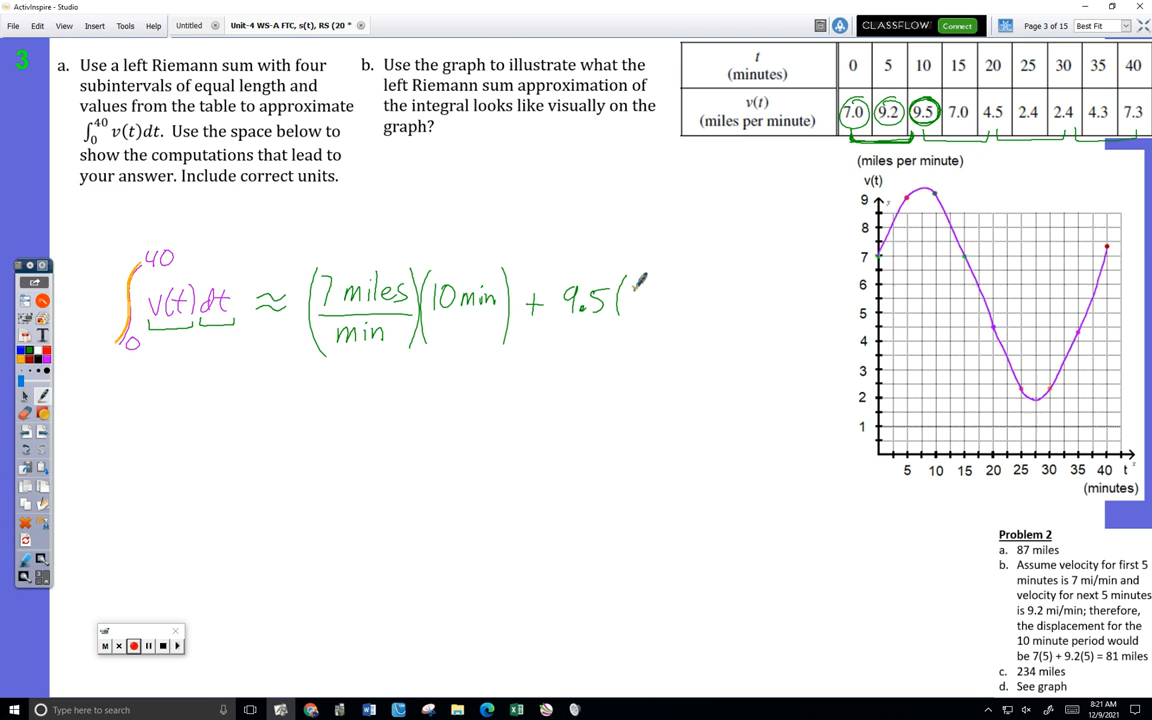 ActivInspire - Studio
File Edit View Insert Tools Help Untitled Unit-4 WS-A FTC, s(t), RS (20 * CLASSFLOW Connect Page 3 of 15 Best Fit
3
a. Use a left Riemann sum with four
subintervals of equal length and
values from the table to approximate
∫₀⁴⁰ v(t)dt. Use the space below to
show the computations that lead to
your answer. Include correct units.
b. Use the graph to illustrate what the
left Riemann sum approximation of
the integral looks like visually on the
graph?
t (minutes) 0 5 10 15 20 25 30 35 40
v(t) (miles per minute) 7.0 9.2 9.5 7.0 4.5 2.4 2.4 4.3 7.3
∫₀⁴⁰ v(t) dt ≈ (7 miles/min)(10 min) + 9.5(
(miles per minute)
v(t)
y
9
8
7
6
5
4
3
2
1
5 10 15 20 25 30 35 40 t x
(minutes)
Problem 2
a. 87 miles
b. Assume velocity for first 5
minutes is 7 mi/min and
velocity for next 5 minutes
is 9.2 mi/min; therefore,
the displacement for the
10 minute period would
be 7(5) + 9.2(5) = 81 miles
c. 234 miles
d. See graph
M
Type here to search
8:21 AM
12/9/2021